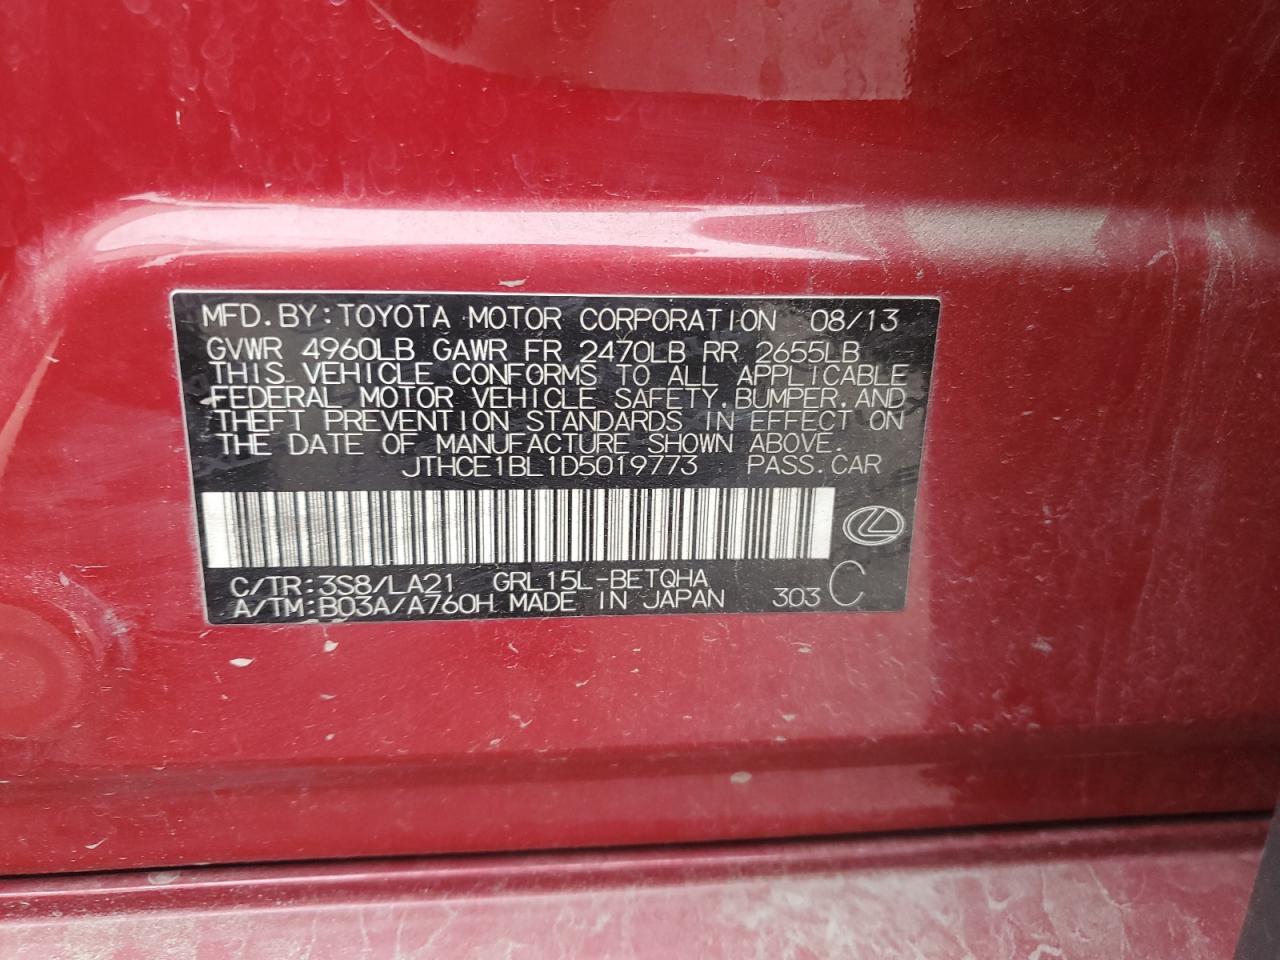 MFD.BY:TOYOTA MOTOR CORPORATION 08/13
GVWR 4960LB GAWR FR 2470LB RR 2655LB
THIS VEHICLE CONFORMS TO ALL APPLICABLE
FEDERAL MOTOR VEHICLE SAFETY,BUMPER,AND
THEFT PREVENTION STANDARDS IN EFFECT ON
THE DATE OF MANUFACTURE SHOWN ABOVE.
JTHCE1BL1D5019773 PASS.CAR
C/TR:3S8/LA21 GRL15L-BETQHA
A/TM:B03A/A760H MADE IN JAPAN 303 C